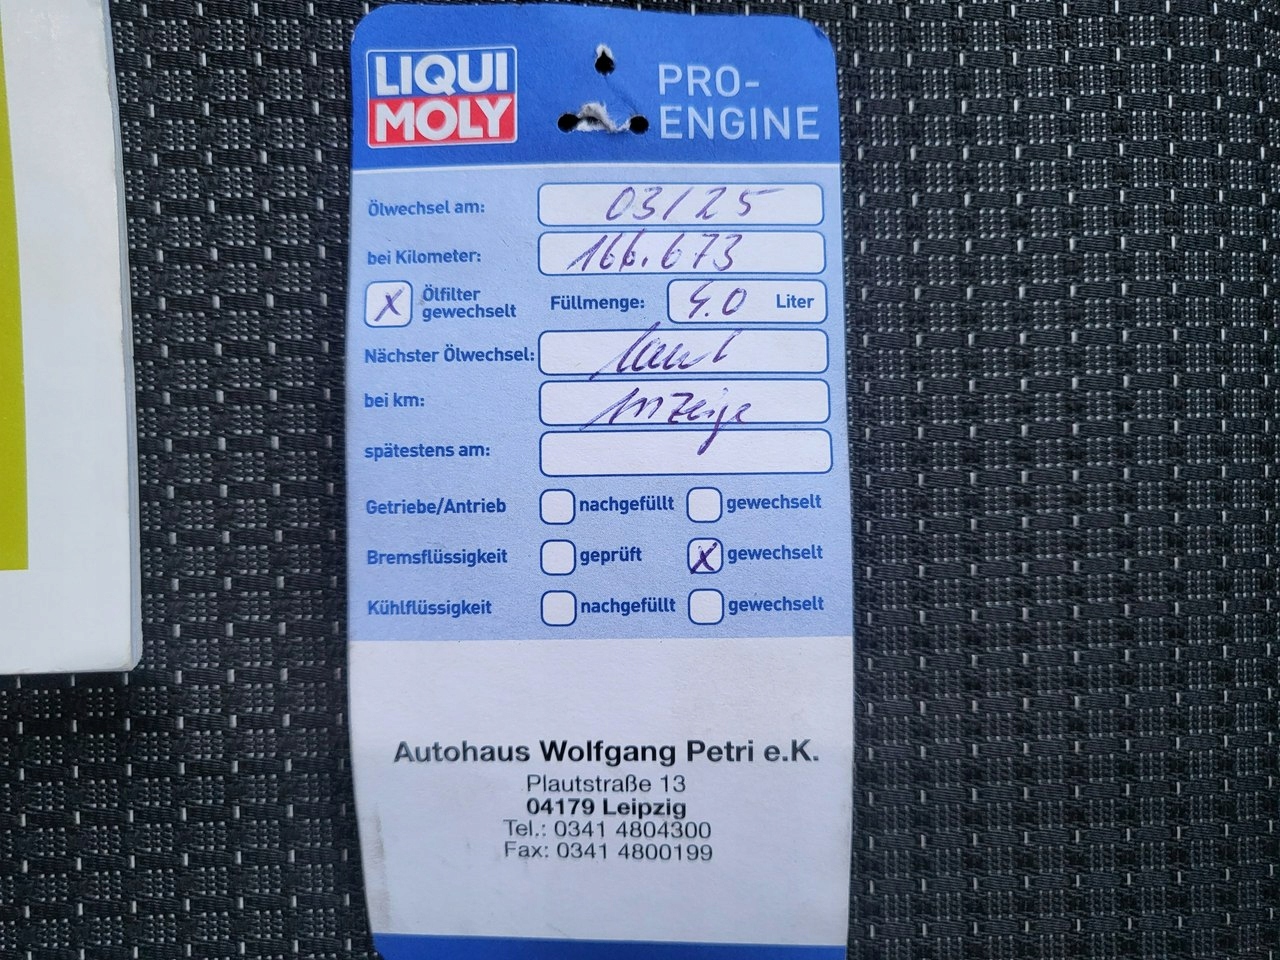 LIQUI
MOLY
PRO-
ENGINE
Ölwechsel am: 03/25
bei Kilometer: 166.673
X Ölfilter gewechselt Füllmenge: Liter
Nächster Ölwechsel: laut
bei km: Anzeige
spätestens am:
Getriebe/Antrieb nachgefüllt gewechselt
Bremsflüssigkeit geprüft X gewechselt
Kühlflüssigkeit nachgefüllt gewechselt
Autohaus Wolfgang Petri e.K.
Plautstraße 13
04179 Leipzig
Tel.: 0341 4804300
Fax: 0341 4800199